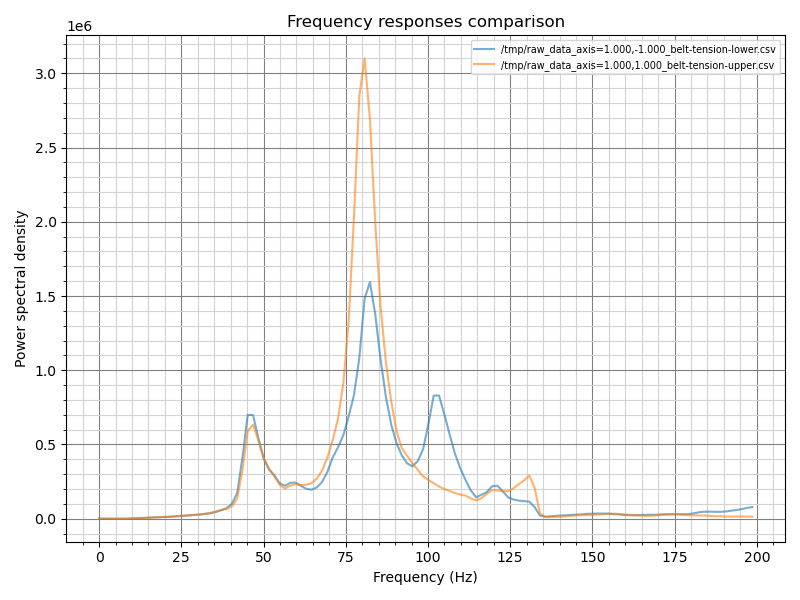 Frequency responses comparison
1e6
/tmp/raw_data_axis=1.000,-1.000_belt-tension-lower.csv
/tmp/raw_data_axis=1.000,1.000_belt-tension-upper.csv
3.0
2.5
2.0
1.5
1.0
0.5
0.0
Power spectral density
0 25 50 75 100 125 150 175 200
Frequency (Hz)